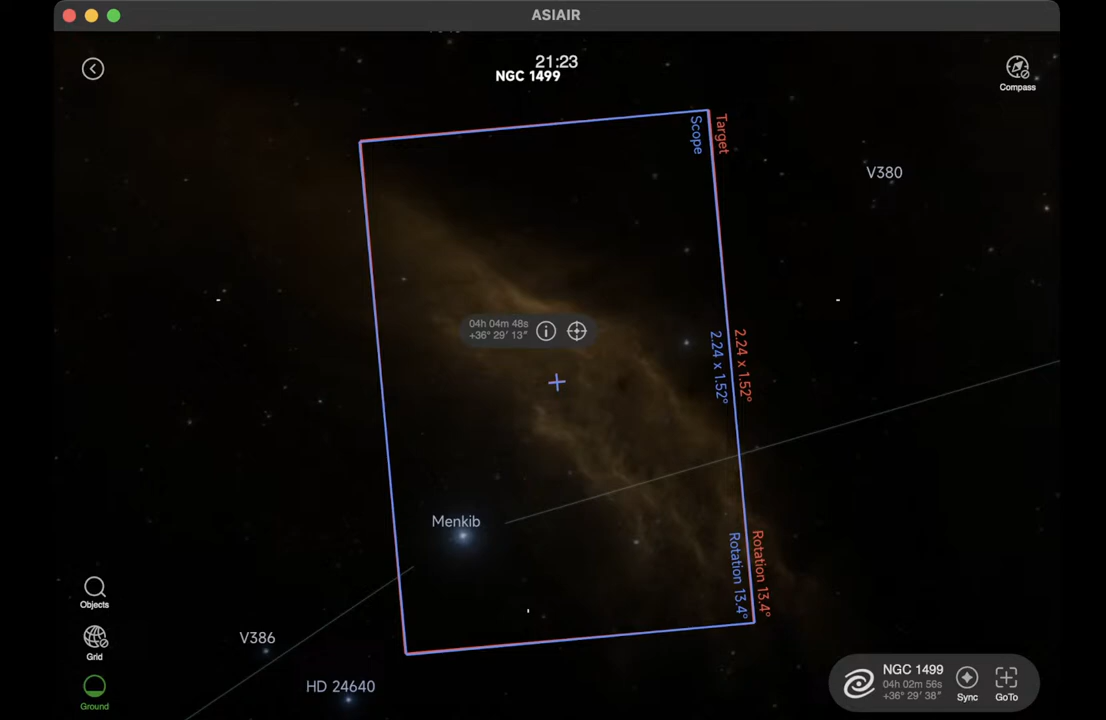 ASIAIR
21:23
NGC 1499
Compass
Target
Scope
V380
04h 04m 48s
+36° 29′ 13″
2.24 x 1.52°
2.24 x 1.52°
Menkib
Rotation 13.4°
Rotation 13.4°
Objects
Grid
V386
HD 24640
Ground
NGC 1499
04h 02m 56s
+36° 29′ 38″
Sync
GoTo